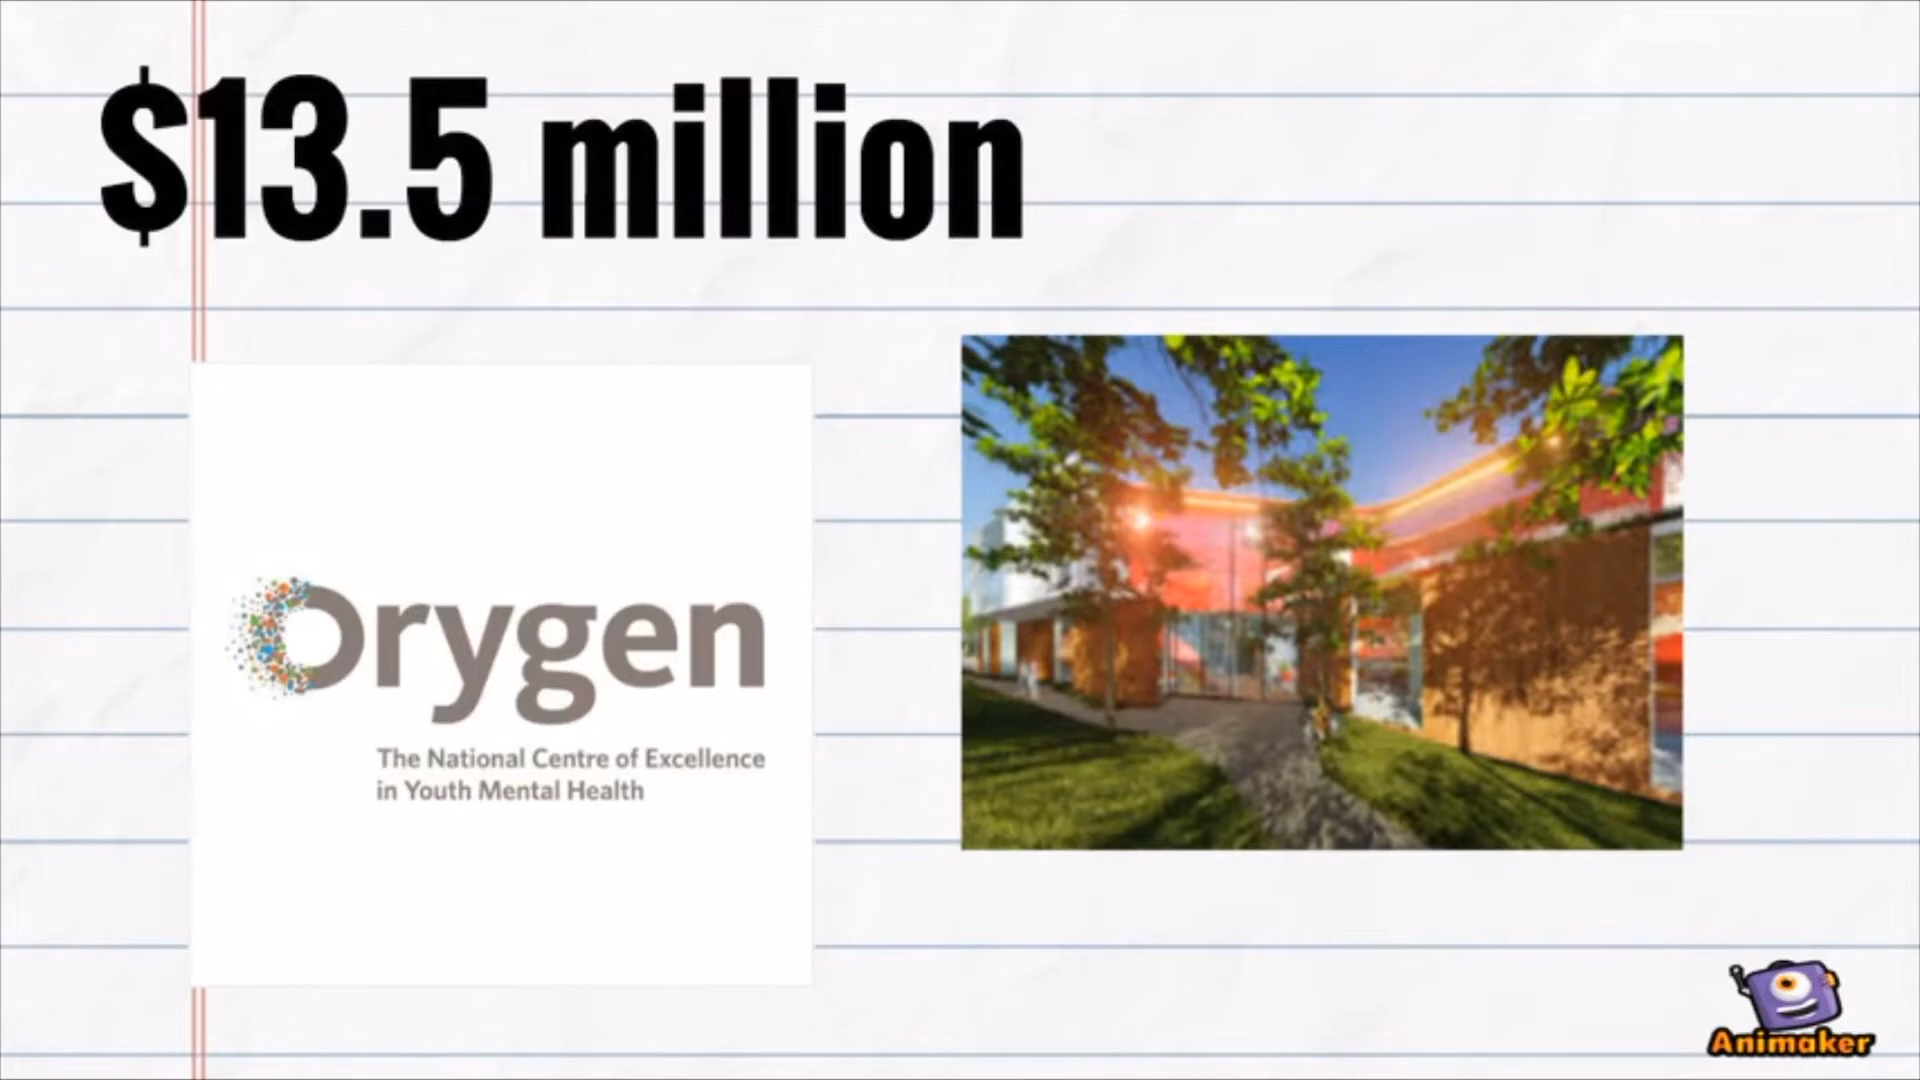 $13.5 million
Orygen
The National Centre of Excellence
in Youth Mental Health
Animaker